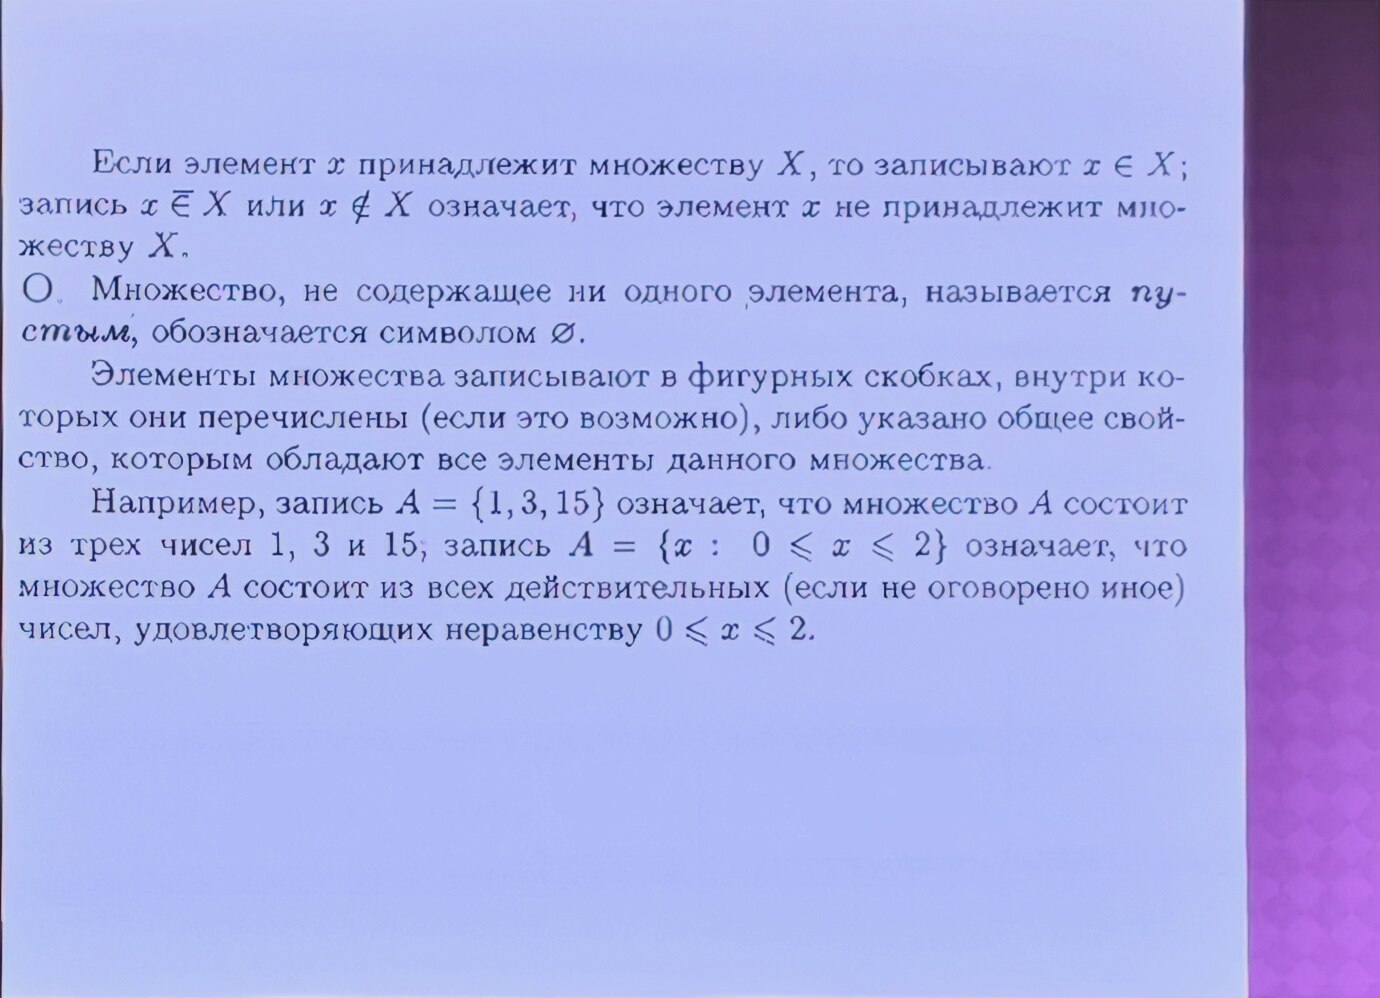 Если элемент x принадлежит множеству X, то записывают x ∈ X;
запись x ∈̅ X или x ∉ X означает, что элемент x не принадлежит мно-
жеству X.
О. Множество, не содержащее ни одного элемента, называется пу-
стым, обозначается символом ∅.
Элементы множества записывают в фигурных скобках, внутри ко-
торых они перечислены (если это возможно), либо указано общее свой-
ство, которым обладают все элементы данного множества.
Например, запись A = {1, 3, 15} означает, что множество A состоит
из трех чисел 1, 3 и 15; запись A = {x : 0 ⩽ x ⩽ 2} означает, что
множество A состоит из всех действительных (если не оговорено иное)
чисел, удовлетворяющих неравенству 0 ⩽ x ⩽ 2.